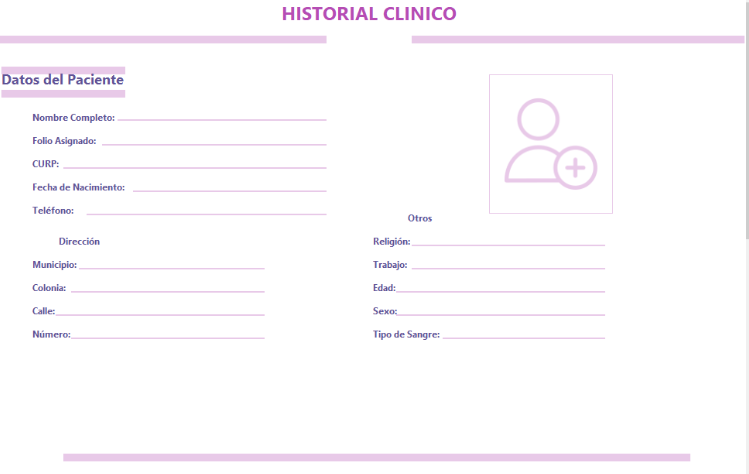 HISTORIAL CLINICO
Datos del Paciente
Nombre Completo:
Folio Asignado:
CURP:
Fecha de Nacimiento:
Teléfono:
Dirección
Municipio:
Colonia:
Calle:
Número:
Otros
Religión:
Trabajo:
Edad:
Sexo:
Tipo de Sangre: